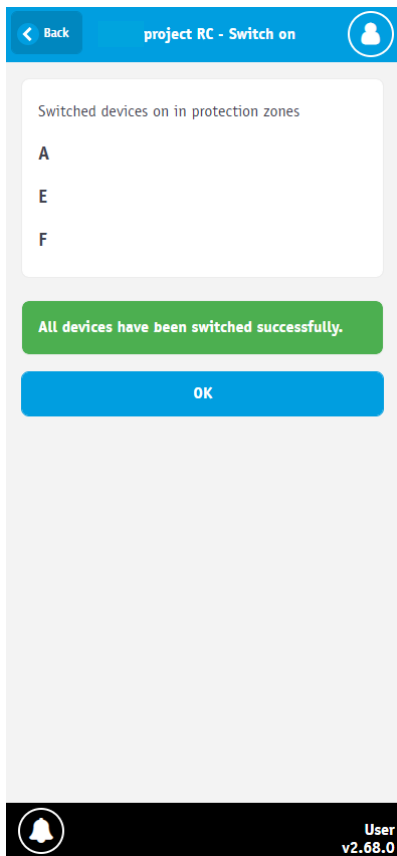 Back
project RC - Switch on
Switched devices on in protection zones
A
E
F
All devices have been switched successfully.
OK
User
v2.68.0